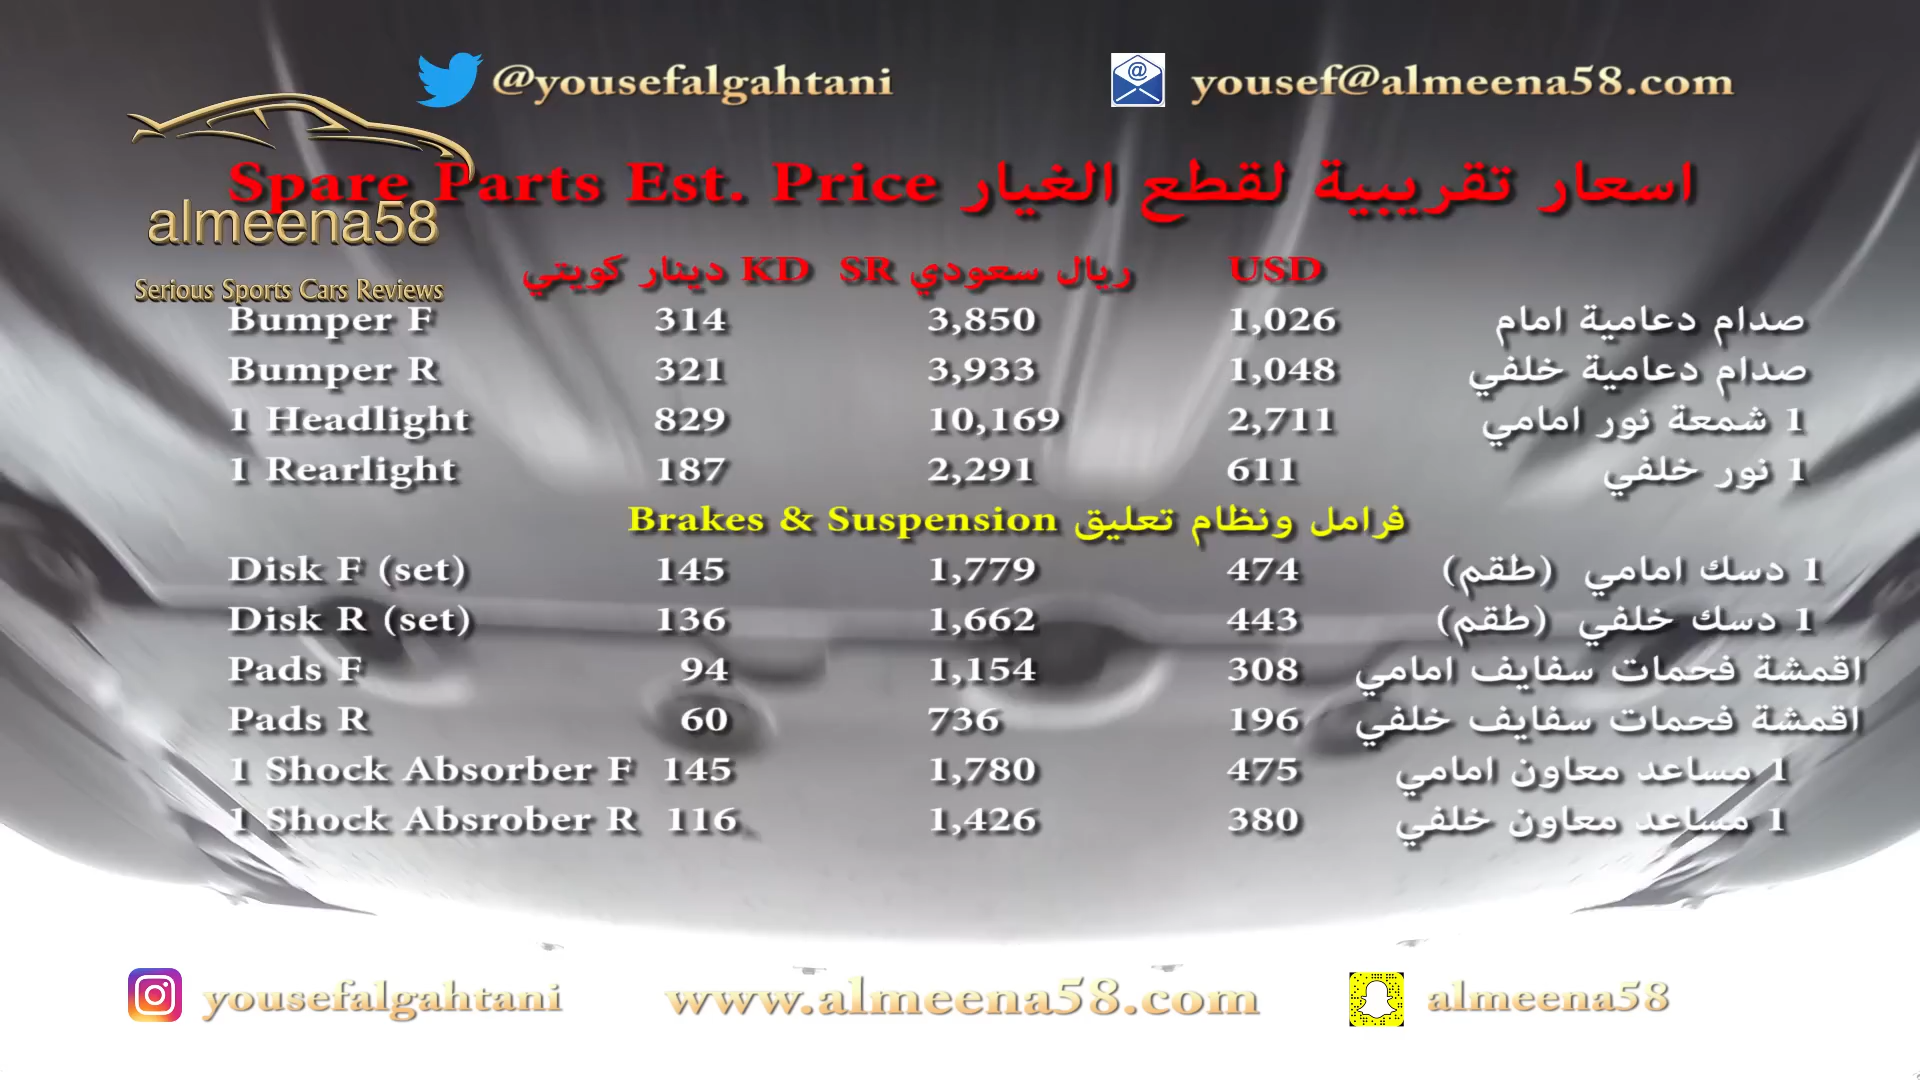 @yousefalgahtani yousef@almeena58.com
Spare Parts Est. Price اسعار تقريبية لقطع الغيار
almeena58
Serious Sports Cars Reviews
KD دينار كويتي SR ريال سعودي USD
Bumper F 314 3,850 1,026 صدام دعامية امام
Bumper R 321 3,933 1,048 صدام دعامية خلفي
1 Headlight 829 10,169 2,711 1 شمعة نور امامي
1 Rearlight 187 2,291 611 1 نور خلفي
Brakes & Suspension فرامل ونظام تعليق
Disk F (set) 145 1,779 474 1 دسك امامي (طقم)
Disk R (set) 136 1,662 443 1 دسك خلفي (طقم)
Pads F 94 1,154 308 اقمشة فحمات سفايف امامي
Pads R 60 736 196 اقمشة فحمات سفايف خلفي
1 Shock Absorber F 145 1,780 475 1 مساعد معاون امامي
1 Shock Absrober R 116 1,426 380 1 مساعد معاون خلفي
yousefalgahtani www.almeena58.com almeena58